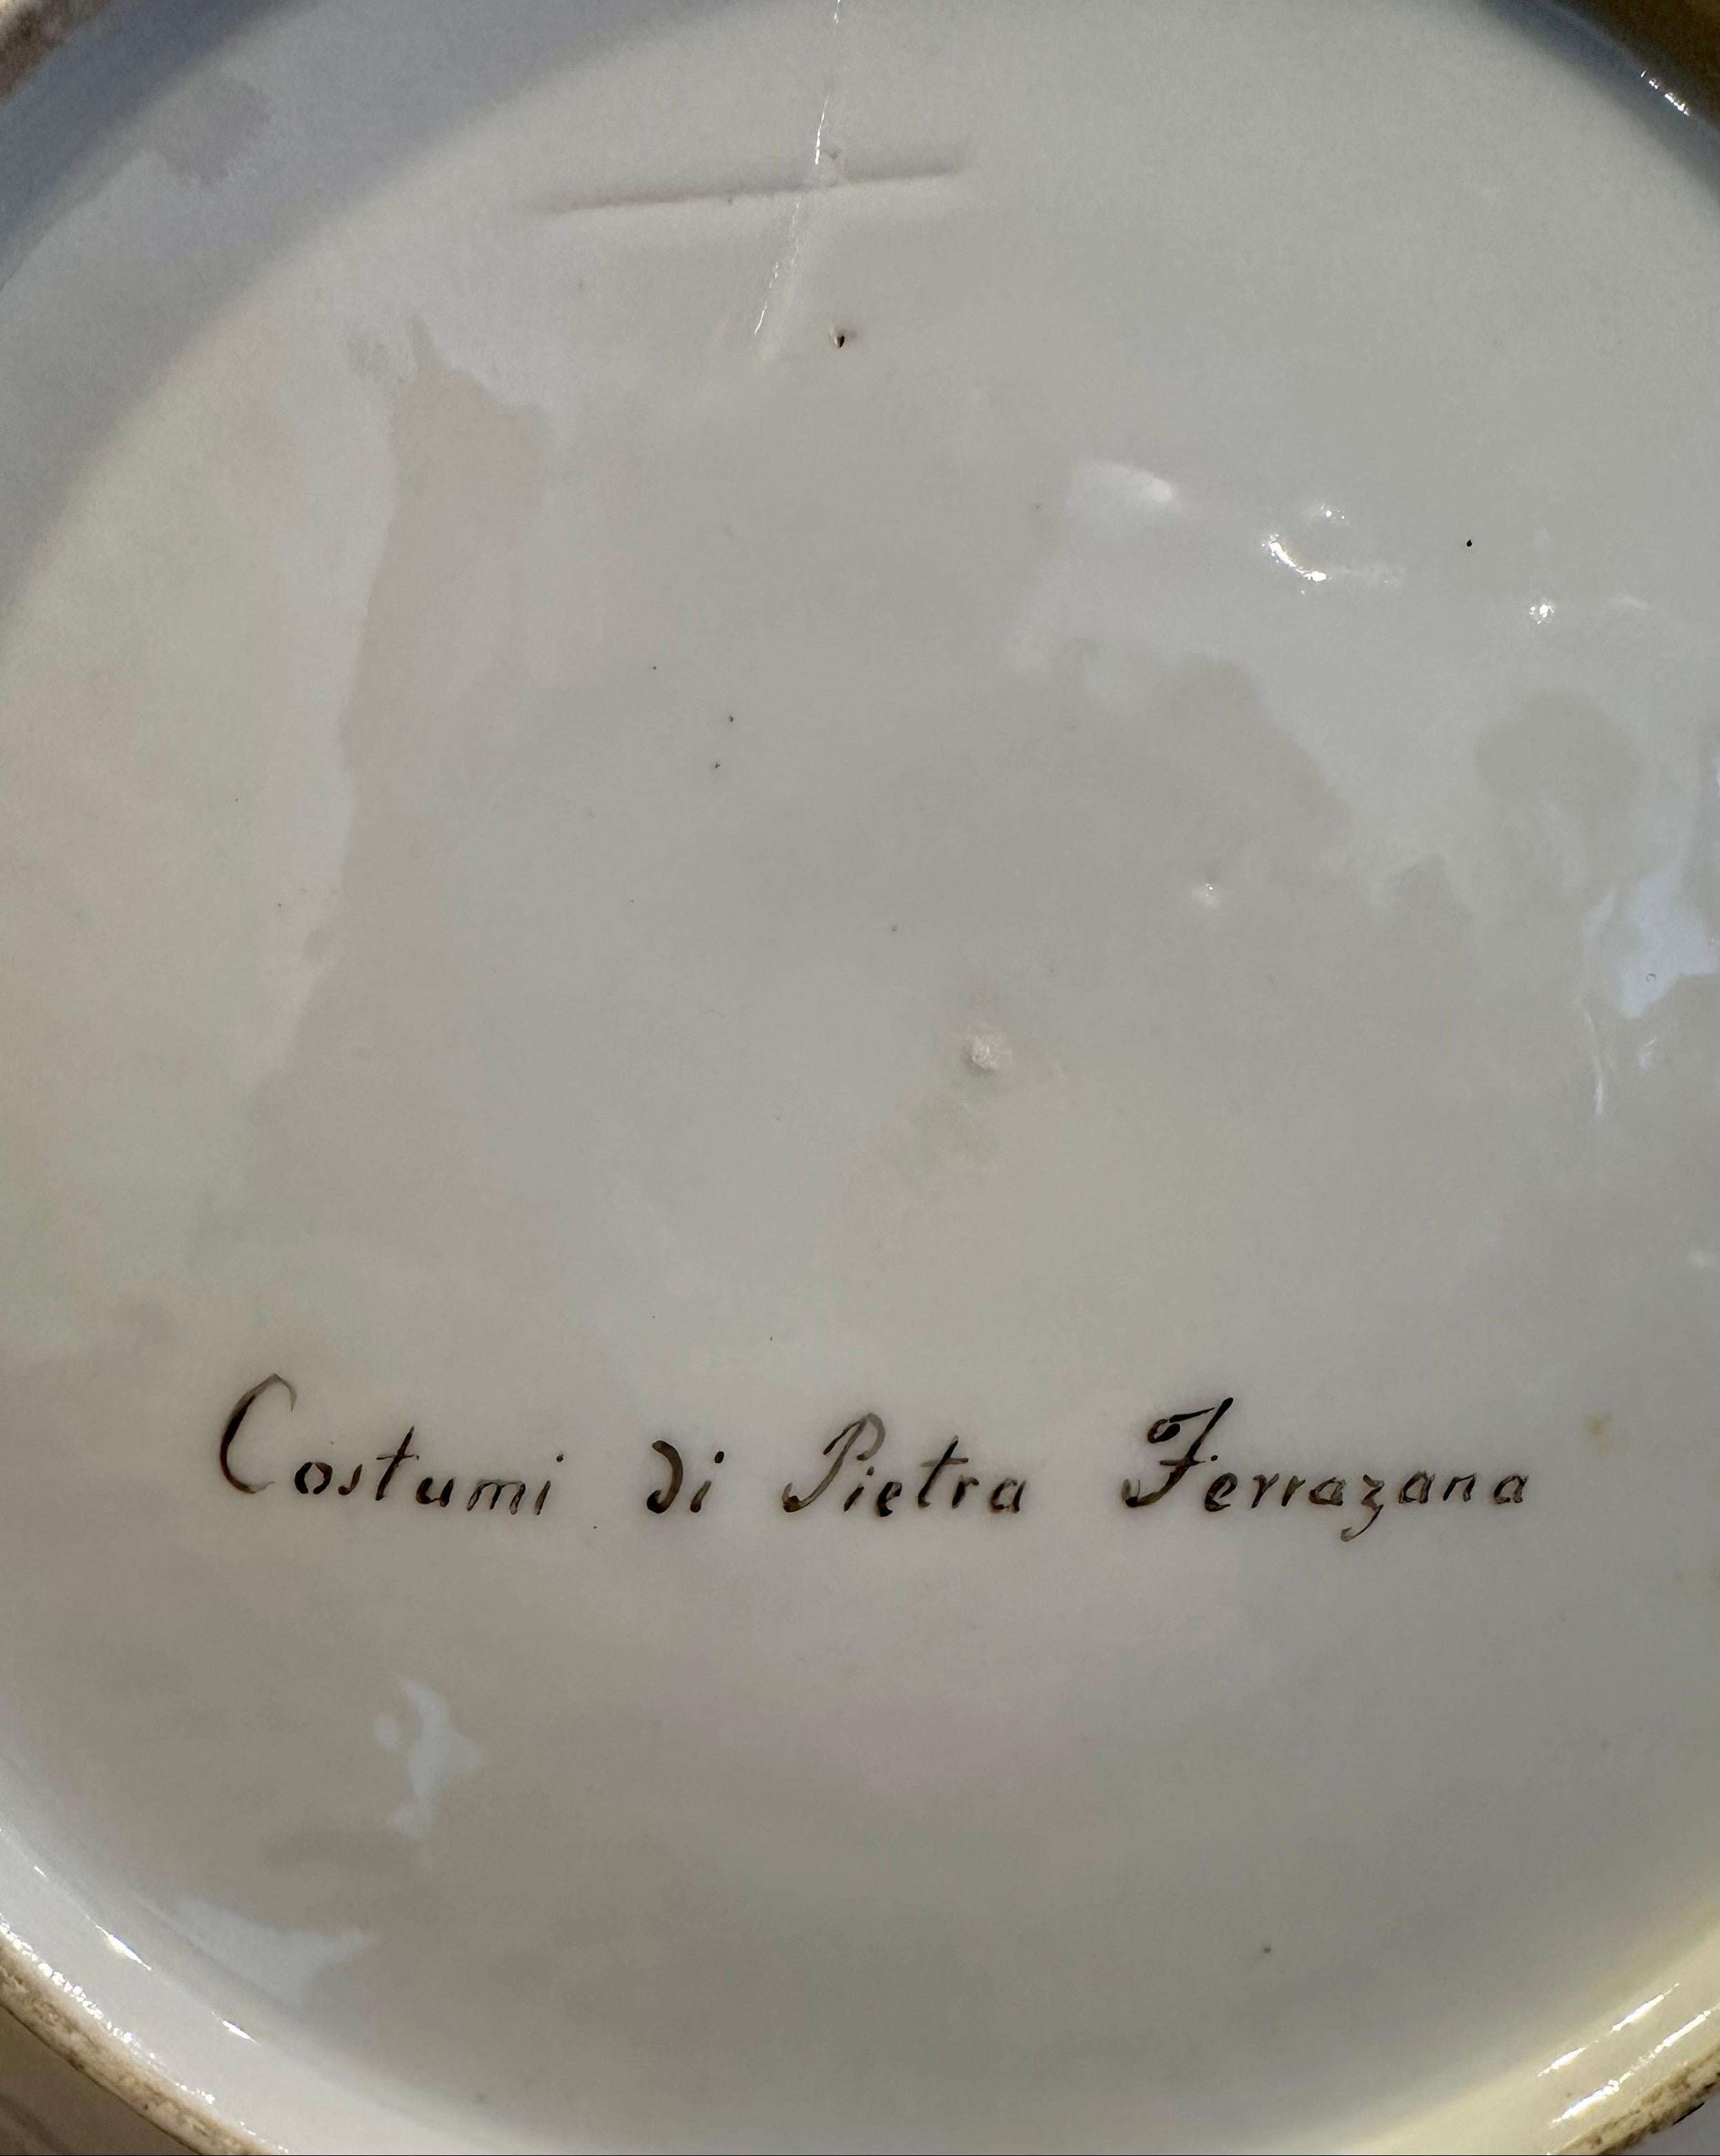 Costumi di Pietra Ferrazana